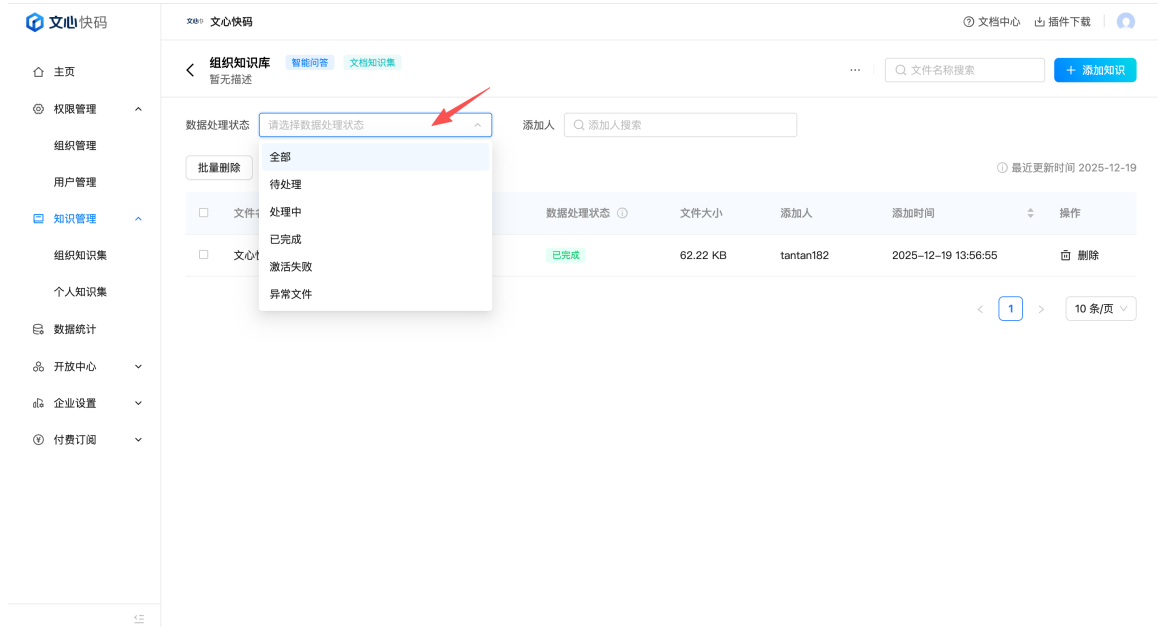 文心快码
文心快码 文心快码
文档中心 插件下载
主页
权限管理
组织管理
用户管理
知识管理
组织知识集
个人知识集
数据统计
开放中心
企业设置
付费订阅
组织知识库 智能问答 文档知识集
暂无描述
... 文件名称搜索 + 添加知识
数据处理状态 请选择数据处理状态 添加人 添加人搜索
全部
待处理
处理中
已完成
激活失败
异常文件
批量删除 最近更新时间 2025-12-19
数据处理状态 文件大小 添加人 添加时间 操作
文心 已完成 62.22 KB tantan182 2025-12-19 13:56:55 删除
1 10 条/页